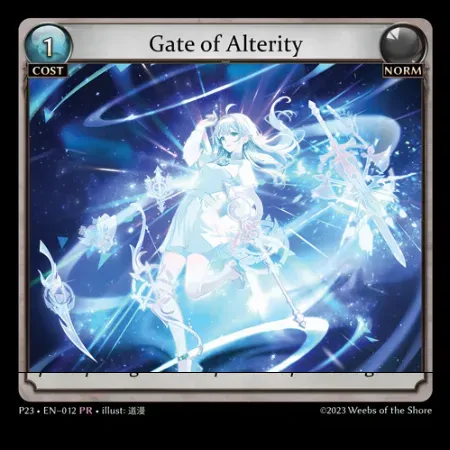 1
Gate of Alterity
COST
NORM
P23 • EN-012 PR • illust: 道漫
©2023 Weebs of the Shore